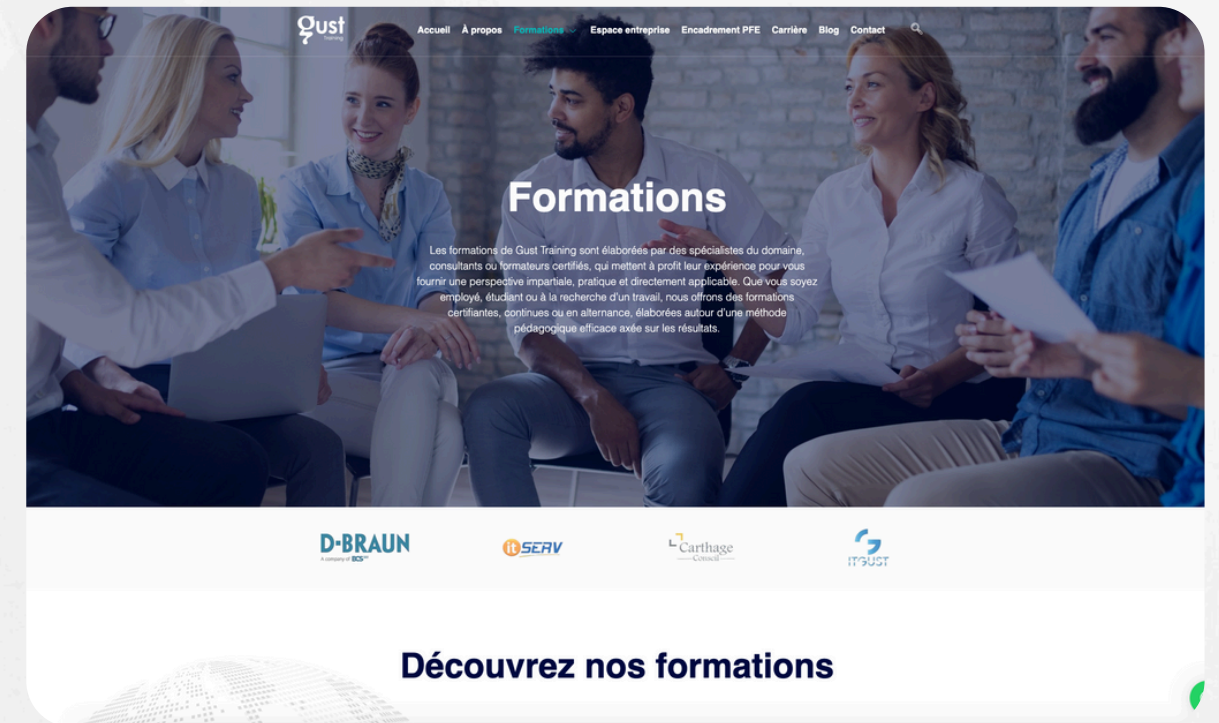 gust
Training
Accueil À propos Formations Espace entreprise Encadrement PFE Carrière Blog Contact
Formations
Les formations de Gust Training sont élaborées par des spécialistes du domaine,
consultants ou formateurs certifiés, qui mettent à profit leur expérience pour vous
fournir une perspective impartiale, pratique et directement applicable. Que vous soyez
employé, étudiant ou à la recherche d'un travail, nous offrons des formations
certifiantes, continues ou en alternance, élaborées autour d'une méthode
pédagogique efficace axée sur les résultats.
D-BRAUN
A company of BCS
it SERV
Carthage
Conseil
ITGUST
Découvrez nos formations